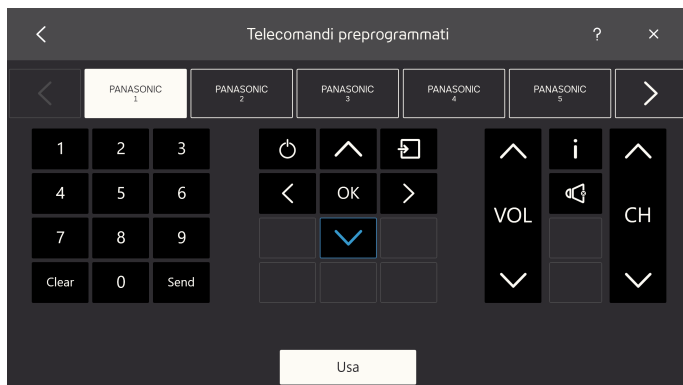 Telecomandi preprogrammati ?
PANASONIC
1
PANASONIC
2
PANASONIC
3
PANASONIC
4
PANASONIC
5
1 2 3
4 5 6
7 8 9
Clear 0 Send
OK
VOL
i
CH
Usa